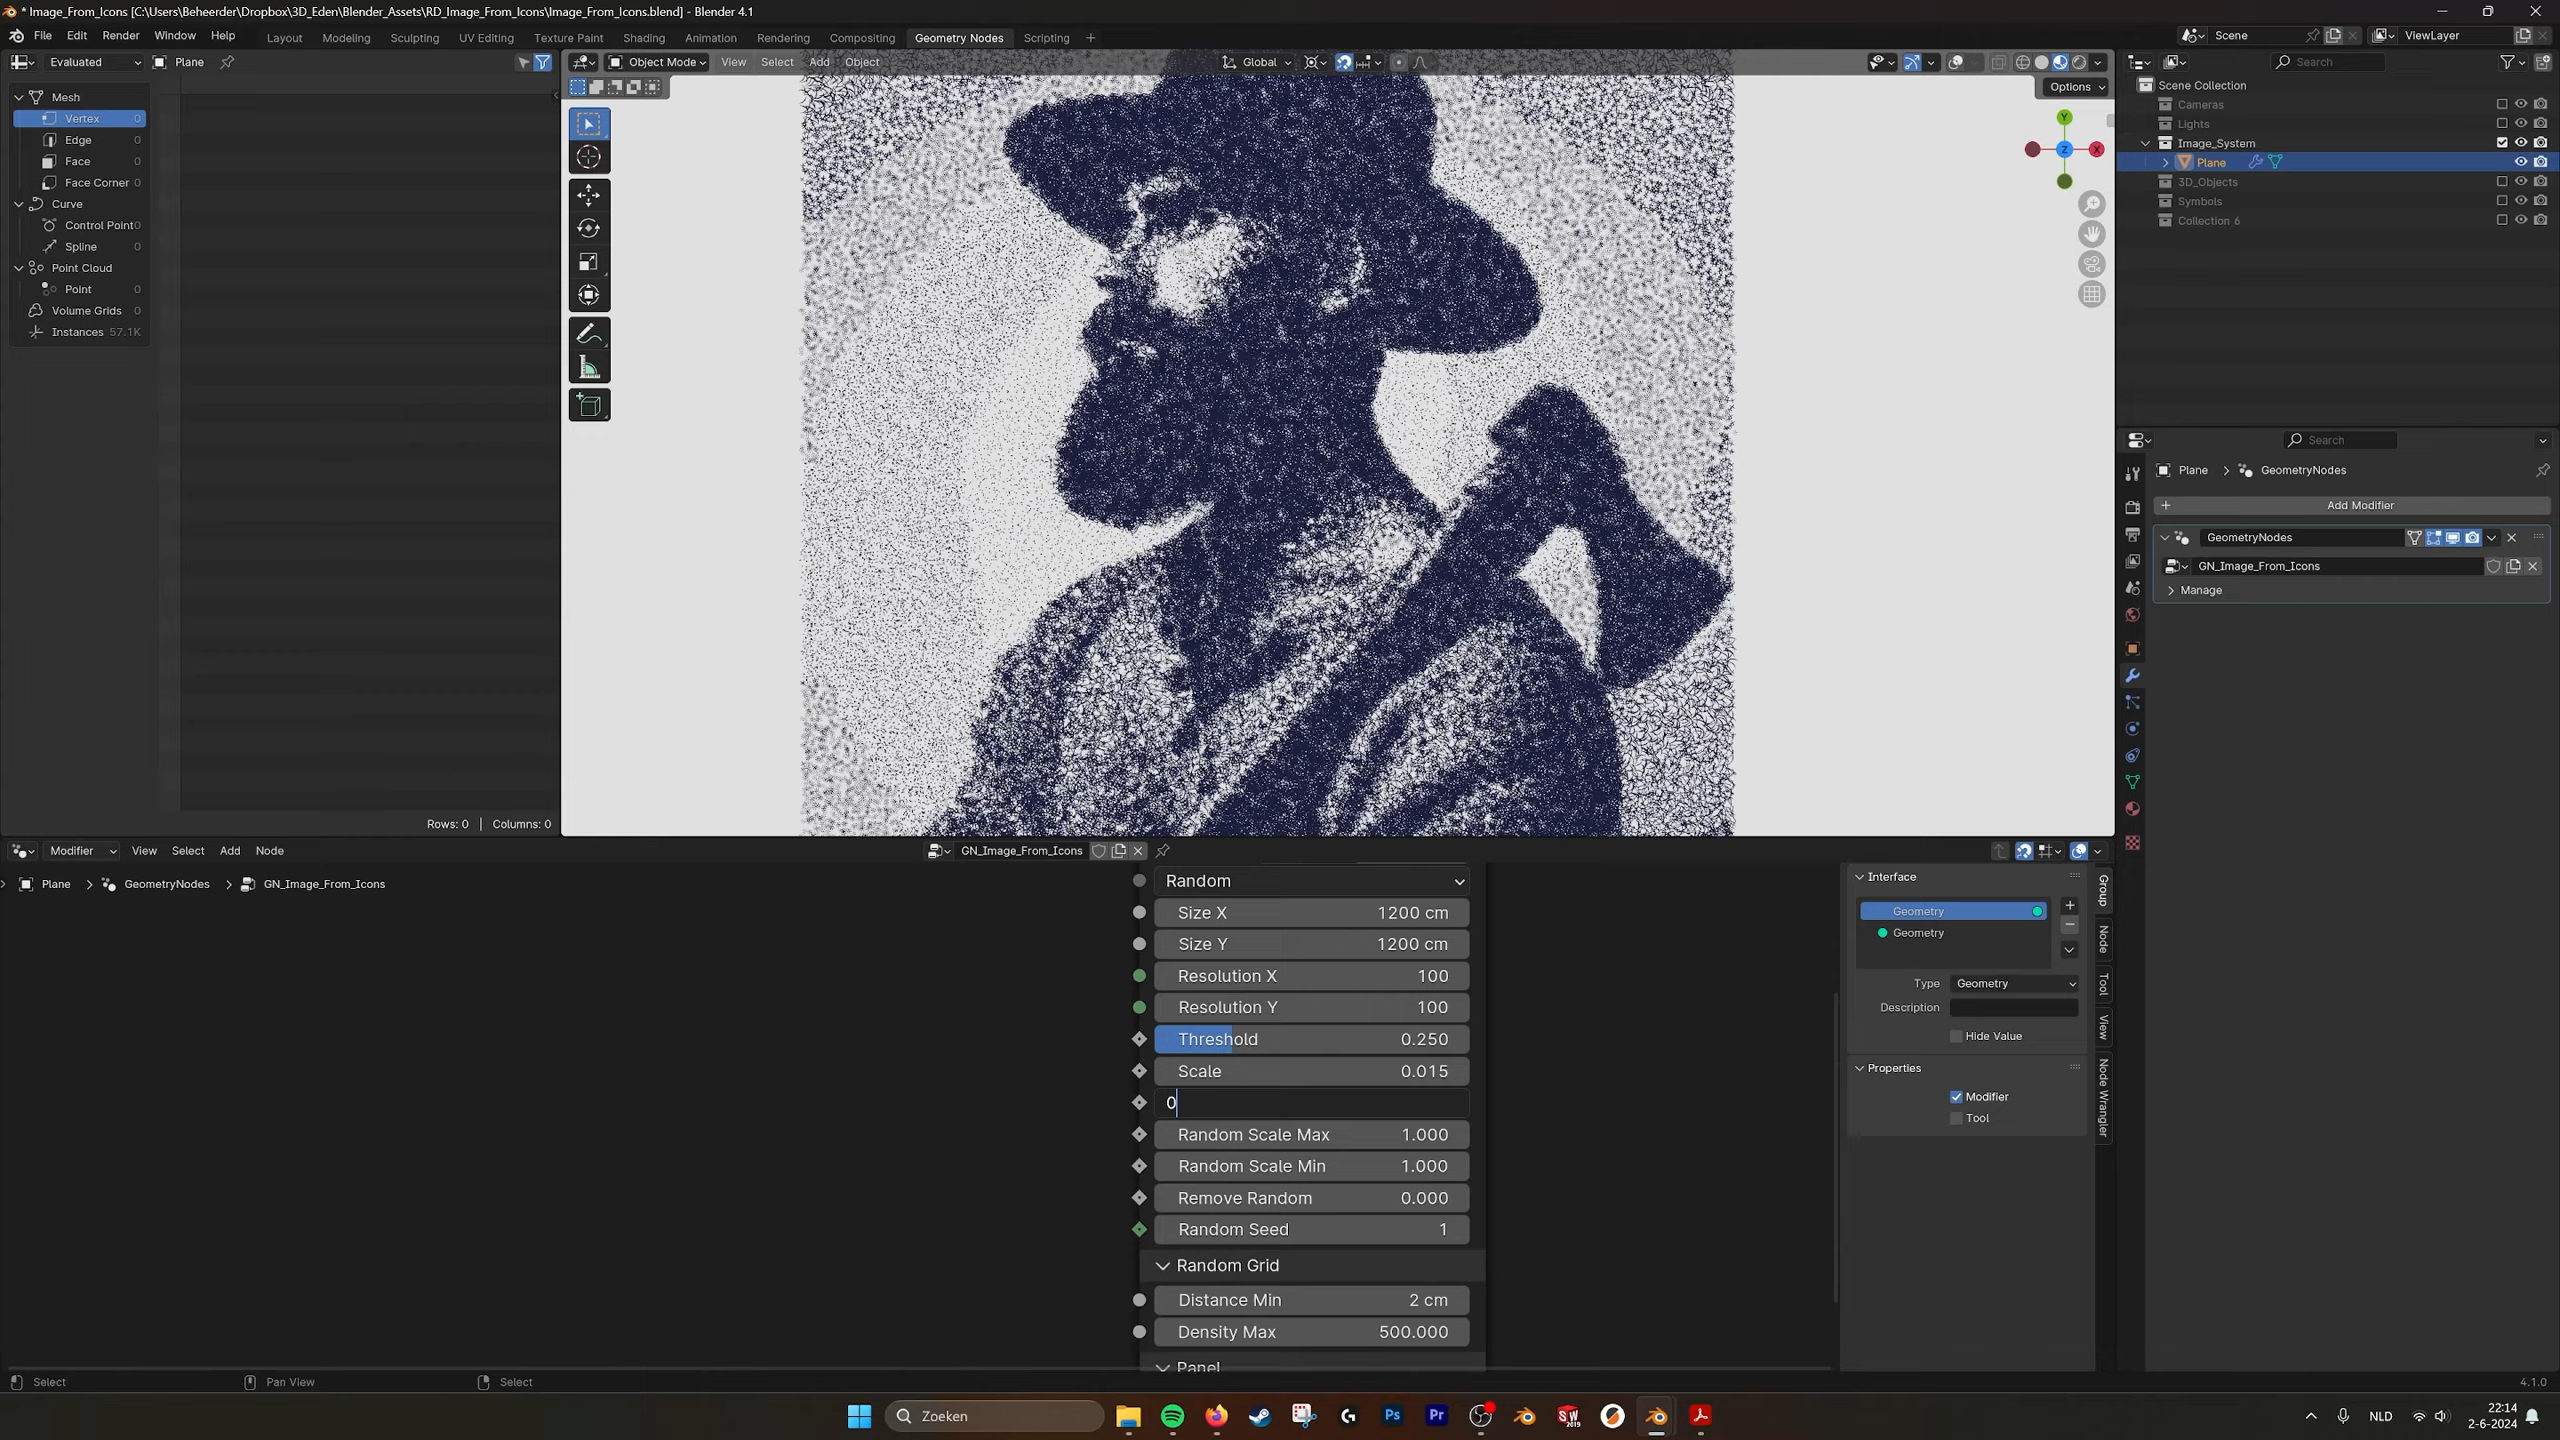 * Image_From_Icons [C:\Users\Beheerder\Dropbox\3D_Eden\Blender_Assets\RD_Image_From_Icons\Image_From_Icons.blend] - Blender 4.1
File Edit Render Window Help Layout Modeling Sculpting UV Editing Texture Paint Shading Animation Rendering Compositing Geometry Nodes Scripting +
Scene ViewLayer
Evaluated Plane
Object Mode View Select Add Object Global
Search
Options
Mesh
Vertex 0
Edge 0
Face 0
Face Corner 0
Curve
Control Point 0
Spline 0
Point Cloud
Point 0
Volume Grids 0
Instances 57.1K
Rows: 0 | Columns: 0
Y
Z X
Scene Collection
Cameras
Lights
Image_System
Plane
3D_Objects
Symbols
Collection 6
Search
Plane > GeometryNodes
+ Add Modifier
GeometryNodes
GN_Image_From_Icons
Manage
Modifier View Select Add Node GN_Image_From_Icons
Plane > GeometryNodes > GN_Image_From_Icons
Random
Size X 1200 cm
Size Y 1200 cm
Resolution X 100
Resolution Y 100
Threshold 0.250
Scale 0.015
0
Random Scale Max 1.000
Random Scale Min 1.000
Remove Random 0.000
Random Seed 1
Random Grid
Distance Min 2 cm
Density Max 500.000
Panel
Interface
Geometry
Geometry
Type Geometry
Description
Hide Value
Properties
Modifier
Tool
Group
Node
Tool
View
Node Wrangler
Select Pan View Select 4.1.0
Zoeken
Ps
Pr
SW
2019
NLD
22:14
2-6-2024